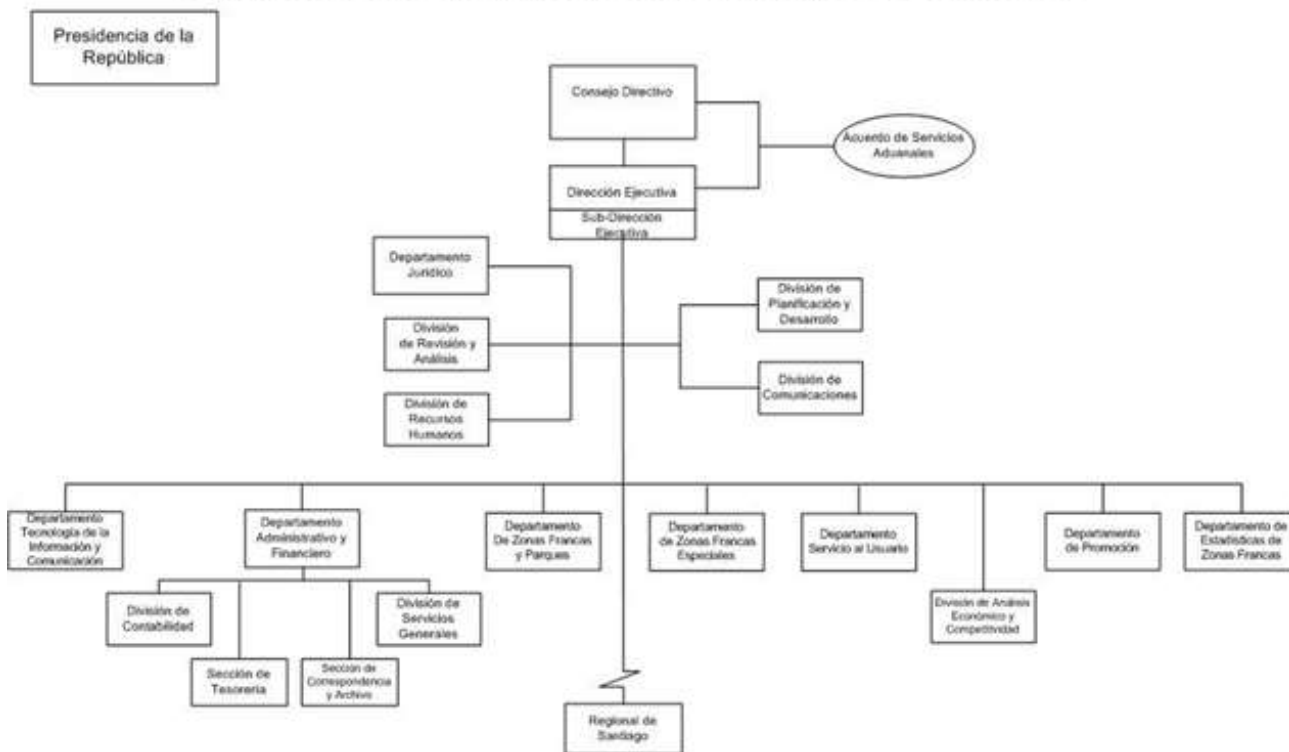 Presidencia de la
República
Consejo Directivo
Acuerdo de Servicios
Aduanales
Dirección Ejecutiva
Sub-Dirección
Ejecutiva
Departamento
Jurídico
División de
Planificación y
Desarrollo
División
de Revisión y
Análisis
División de
Comunicaciones
División de
Recursos
Humanos
Departamento
Tecnología de la
Información y
Comunicación
Departamento
Administrativo y
Financiero
Departamento
De Zonas Francas
y Parques
Departamento
de Zonas Francas
Especiales
Departamento
Servicio al Usuario
Departamento
de Promoción
Departamento de
Estadísticas de
Zonas Francas
División de
Contabilidad
División de
Servicios
Generales
División de Análisis
Económico y
Competitividad
Sección de
Tesorería
Sección de
Correspondencia
y Archivo
Regional de
Santiago